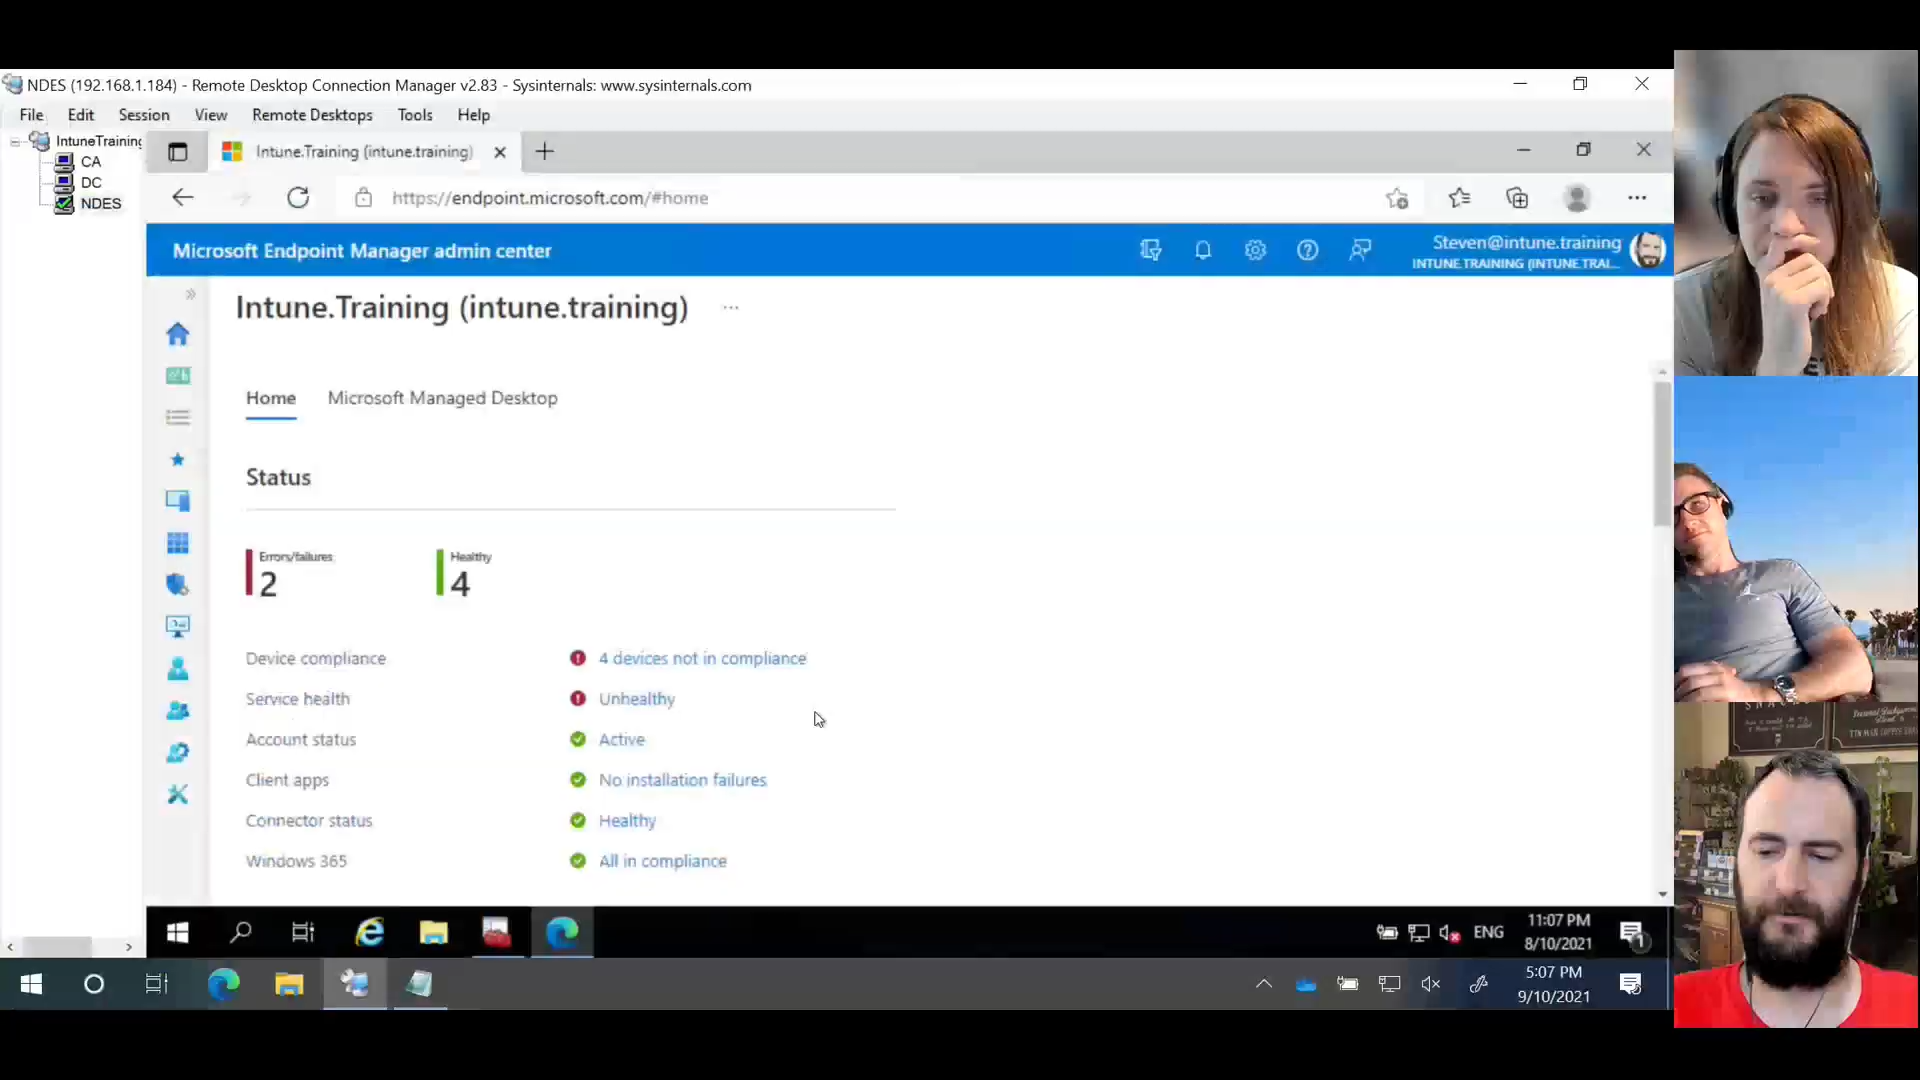 NDES (192.168.1.184) - Remote Desktop Connection Manager v2.83 - Sysinternals: www.sysinternals.com
File Edit Session View Remote Desktops Tools Help
IntuneTraining
CA
DC
NDES
Intune.Training (intune.training)
https://endpoint.microsoft.com/#home
Microsoft Endpoint Manager admin center
Steven@intune.training
INTUNE.TRAINING (INTUNE.TRAI...
Intune.Training (intune.training) ...
Home Microsoft Managed Desktop
Status
Errors/failures
2
Healthy
4
Device compliance 4 devices not in compliance
Service health Unhealthy
Account status Active
Client apps No installation failures
Connector status Healthy
Windows 365 All in compliance
ENG
11:07 PM
8/10/2021
1
5:07 PM
9/10/2021
SNACKS
TTN MAN COFFEE